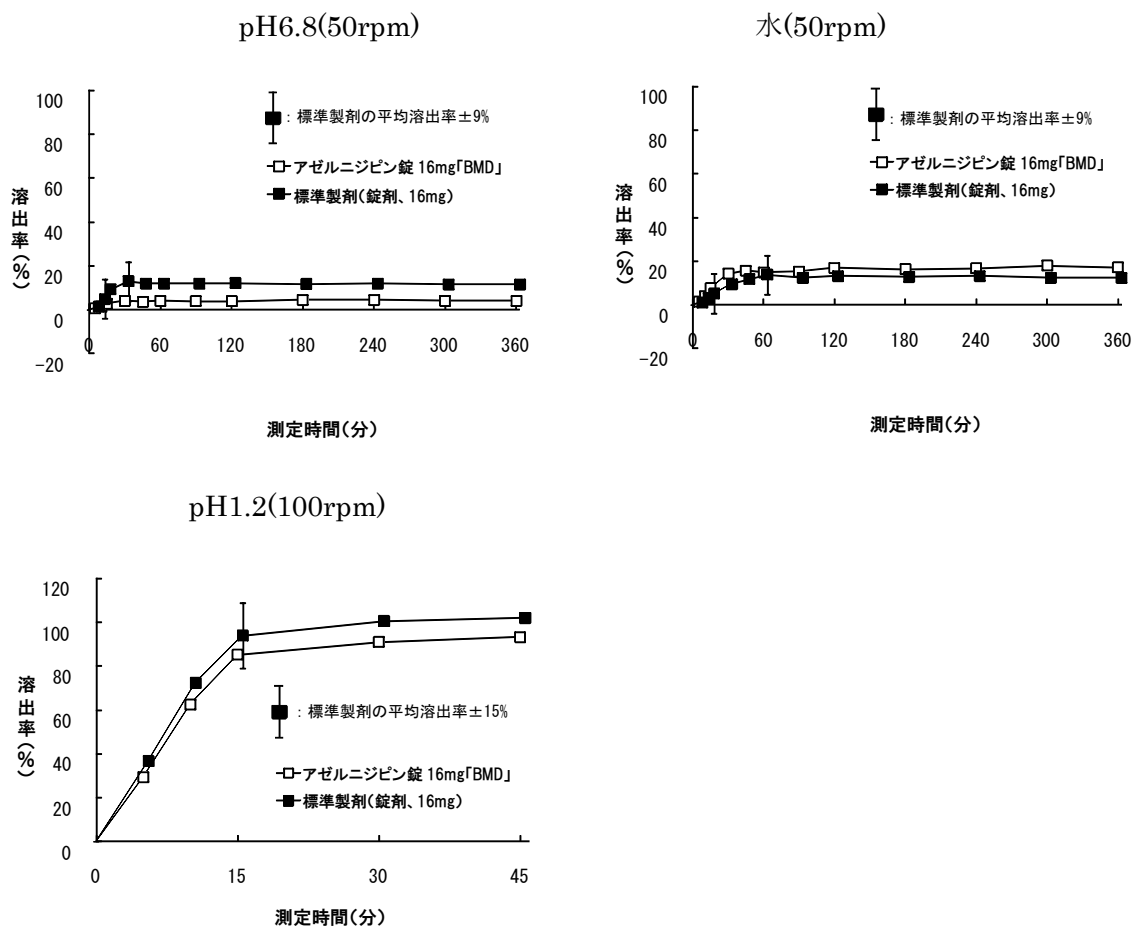 pH6.8(50rpm)
100
80
60
40
20
0
-20
溶出率(%)
:標準製剤の平均溶出率±9%
アゼルニジピン錠 16mg「BMD」
標準製剤(錠剤、16mg)
0 60 120 180 240 300 360
測定時間(分)
水(50rpm)
100
80
60
40
20
0
-20
溶出率(%)
:標準製剤の平均溶出率±9%
アゼルニジピン錠 16mg「BMD」
標準製剤(錠剤、16mg)
0 60 120 180 240 300 360
測定時間(分)
pH1.2(100rpm)
120
100
80
60
40
20
0
溶出率(%)
:標準製剤の平均溶出率±15%
アゼルニジピン錠 16mg「BMD」
標準製剤(錠剤、16mg)
0 15 30 45
測定時間(分)